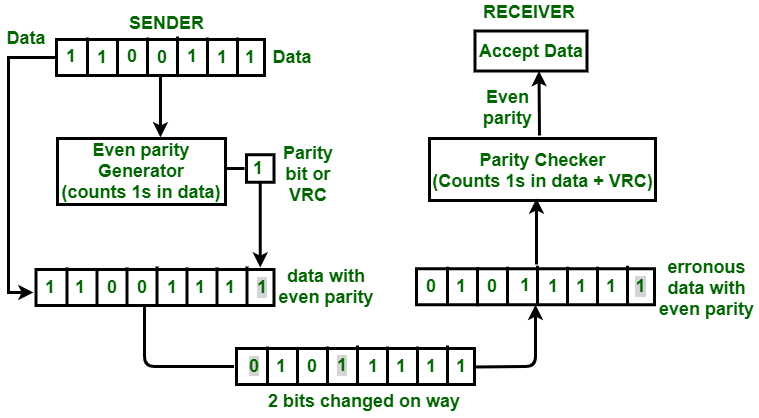 SENDER
RECEIVER
Data
1 1 0 0 1 1 1
Data
Accept Data
Even
parity
Even parity
Generator
(counts 1s in data)
1
Parity
bit or
VRC
Parity Checker
(Counts 1s in data + VRC)
1 1 0 0 1 1 1 1
data with
even parity
0 1 0 1 1 1 1 1
erronous
data with
even parity
0 1 0 1 1 1 1 1
2 bits changed on way